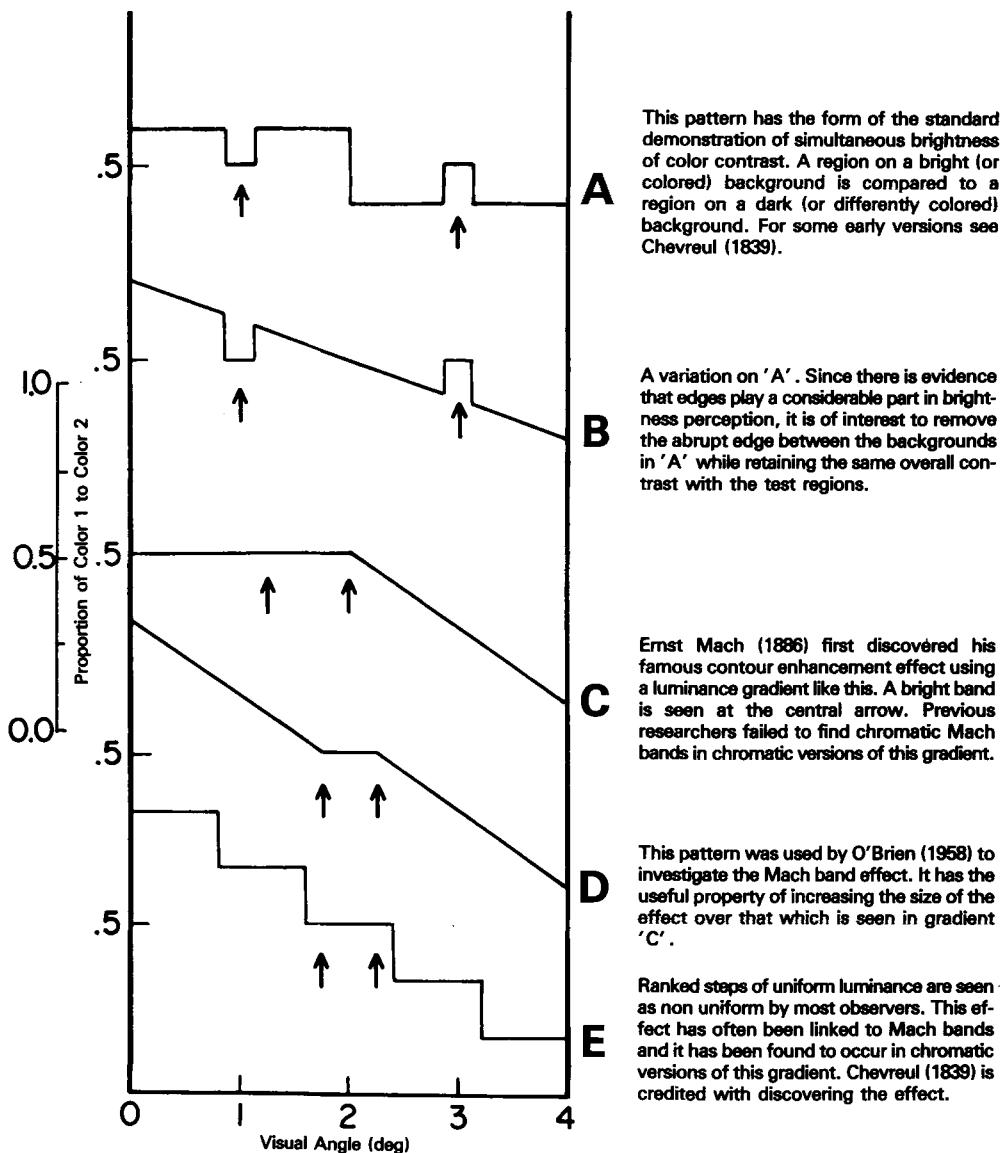 This pattern has the form of the standard
demonstration of simultaneous brightness
of color contrast. A region on a bright (or
colored) background is compared to a
region on a dark (or differently colored)
background. For some early versions see
Chevreul (1839).
.5
A
.5
B
A variation on 'A'. Since there is evidence
that edges play a considerable part in bright-
ness perception, it is of interest to remove
the abrupt edge between the backgrounds
in 'A' while retaining the same overall con-
trast with the test regions.
1.0
0.5
0.0
Proportion of Color 1 to Color 2
.5
C
Ernst Mach (1886) first discovered his
famous contour enhancement effect using
a luminance gradient like this. A bright band
is seen at the central arrow. Previous
researchers failed to find chromatic Mach
bands in chromatic versions of this gradient.
.5
D
This pattern was used by O'Brien (1958) to
investigate the Mach band effect. It has the
useful property of increasing the size of the
effect over that which is seen in gradient
'C'.
.5
E
Ranked steps of uniform luminance are seen
as non uniform by most observers. This ef-
fect has often been linked to Mach bands
and it has been found to occur in chromatic
versions of this gradient. Chevreul (1839) is
credited with discovering the effect.
0 1 2 3 4
Visual Angle (deg)